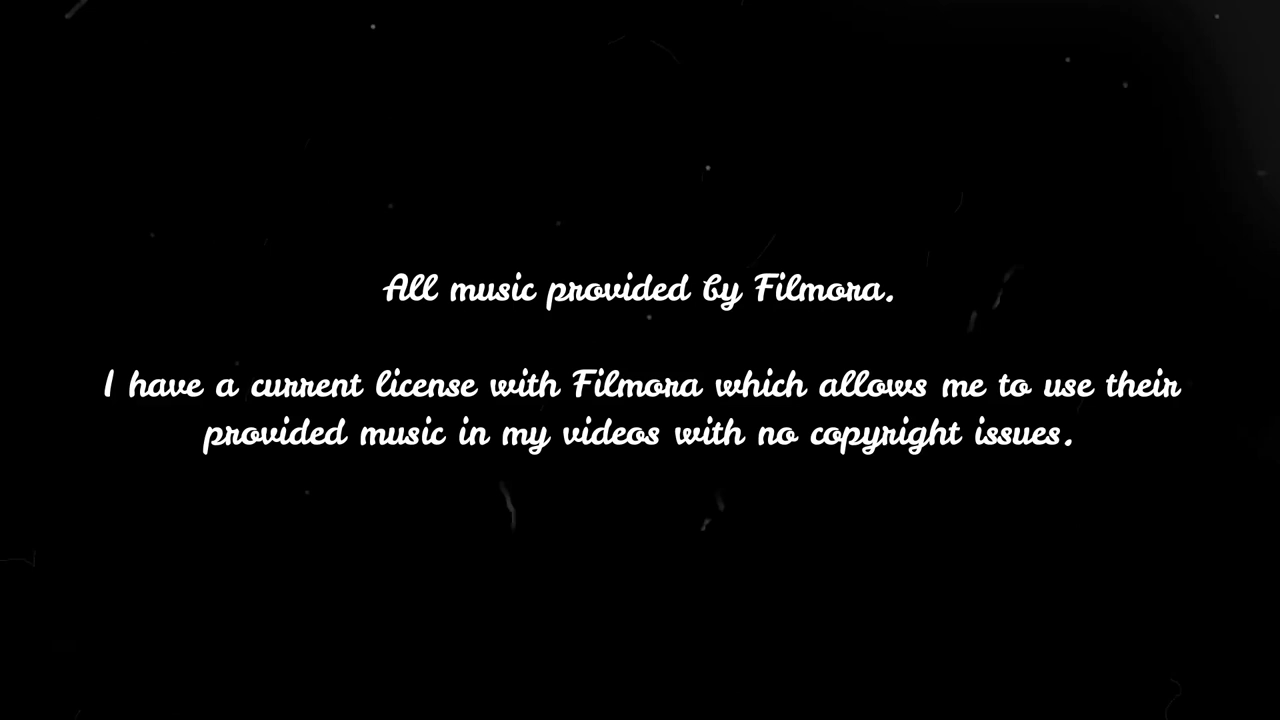 All music provided by Filmora.
I have a current license with Filmora which allows me to use their
provided music in my videos with no copyright issues.